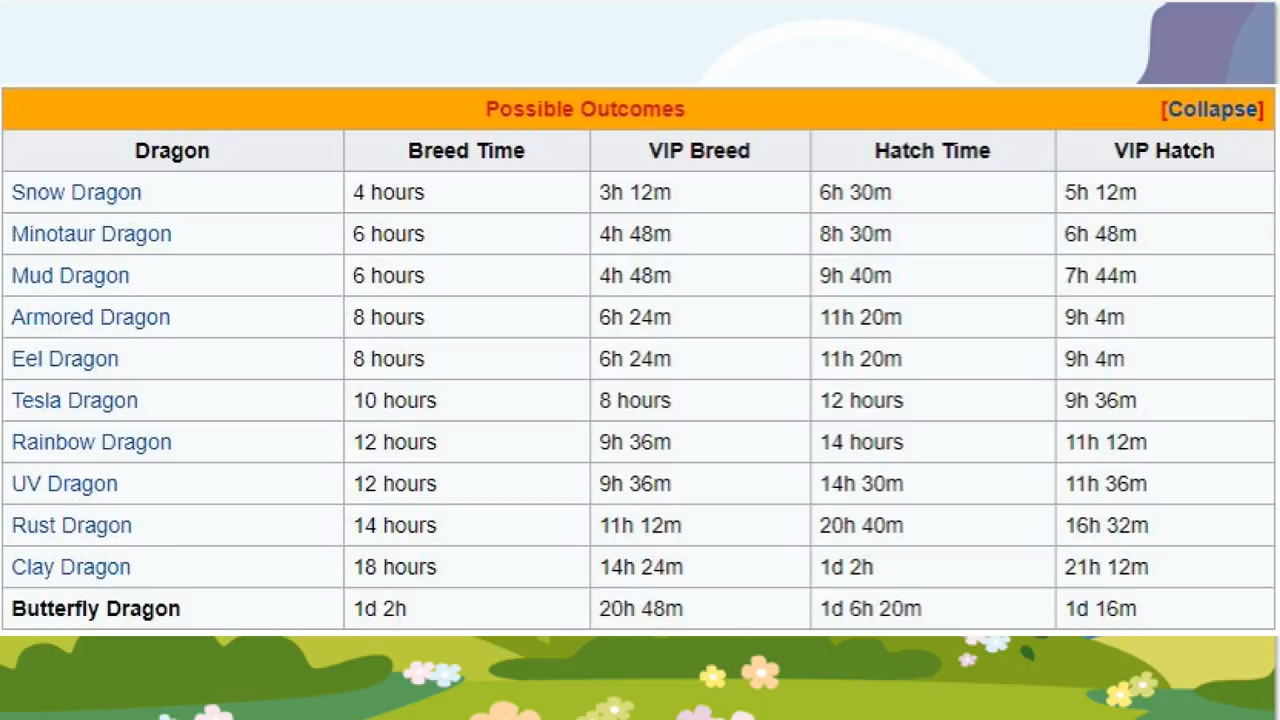 Possible Outcomes [Collapse]
Dragon Breed Time VIP Breed Hatch Time VIP Hatch
Snow Dragon 4 hours 3h 12m 6h 30m 5h 12m
Minotaur Dragon 6 hours 4h 48m 8h 30m 6h 48m
Mud Dragon 6 hours 4h 48m 9h 40m 7h 44m
Armored Dragon 8 hours 6h 24m 11h 20m 9h 4m
Eel Dragon 8 hours 6h 24m 11h 20m 9h 4m
Tesla Dragon 10 hours 8 hours 12 hours 9h 36m
Rainbow Dragon 12 hours 9h 36m 14 hours 11h 12m
UV Dragon 12 hours 9h 36m 14h 30m 11h 36m
Rust Dragon 14 hours 11h 12m 20h 40m 16h 32m
Clay Dragon 18 hours 14h 24m 1d 2h 21h 12m
Butterfly Dragon 1d 2h 20h 48m 1d 6h 20m 1d 16m